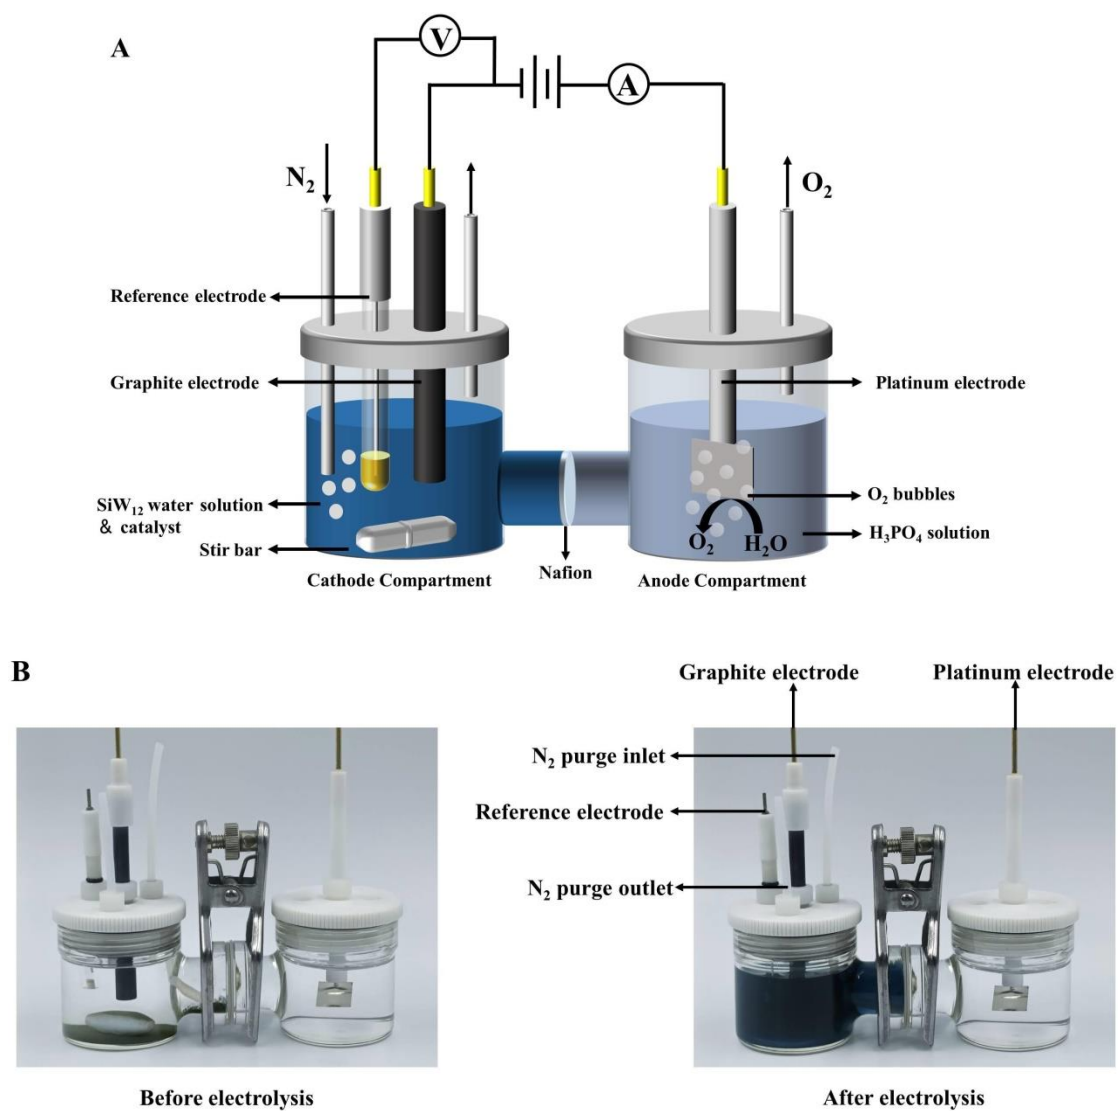 A
V
A
N₂
O₂
Reference electrode
Graphite electrode
Platinum electrode
SiW₁₂ water solution
& catalyst
O₂ bubbles
O₂
H₂O
H₃PO₄ solution
Stir bar
Nafion
Cathode Compartment
Anode Compartment
B
Graphite electrode
Platinum electrode
N₂ purge inlet
Reference electrode
N₂ purge outlet
Before electrolysis
After electrolysis